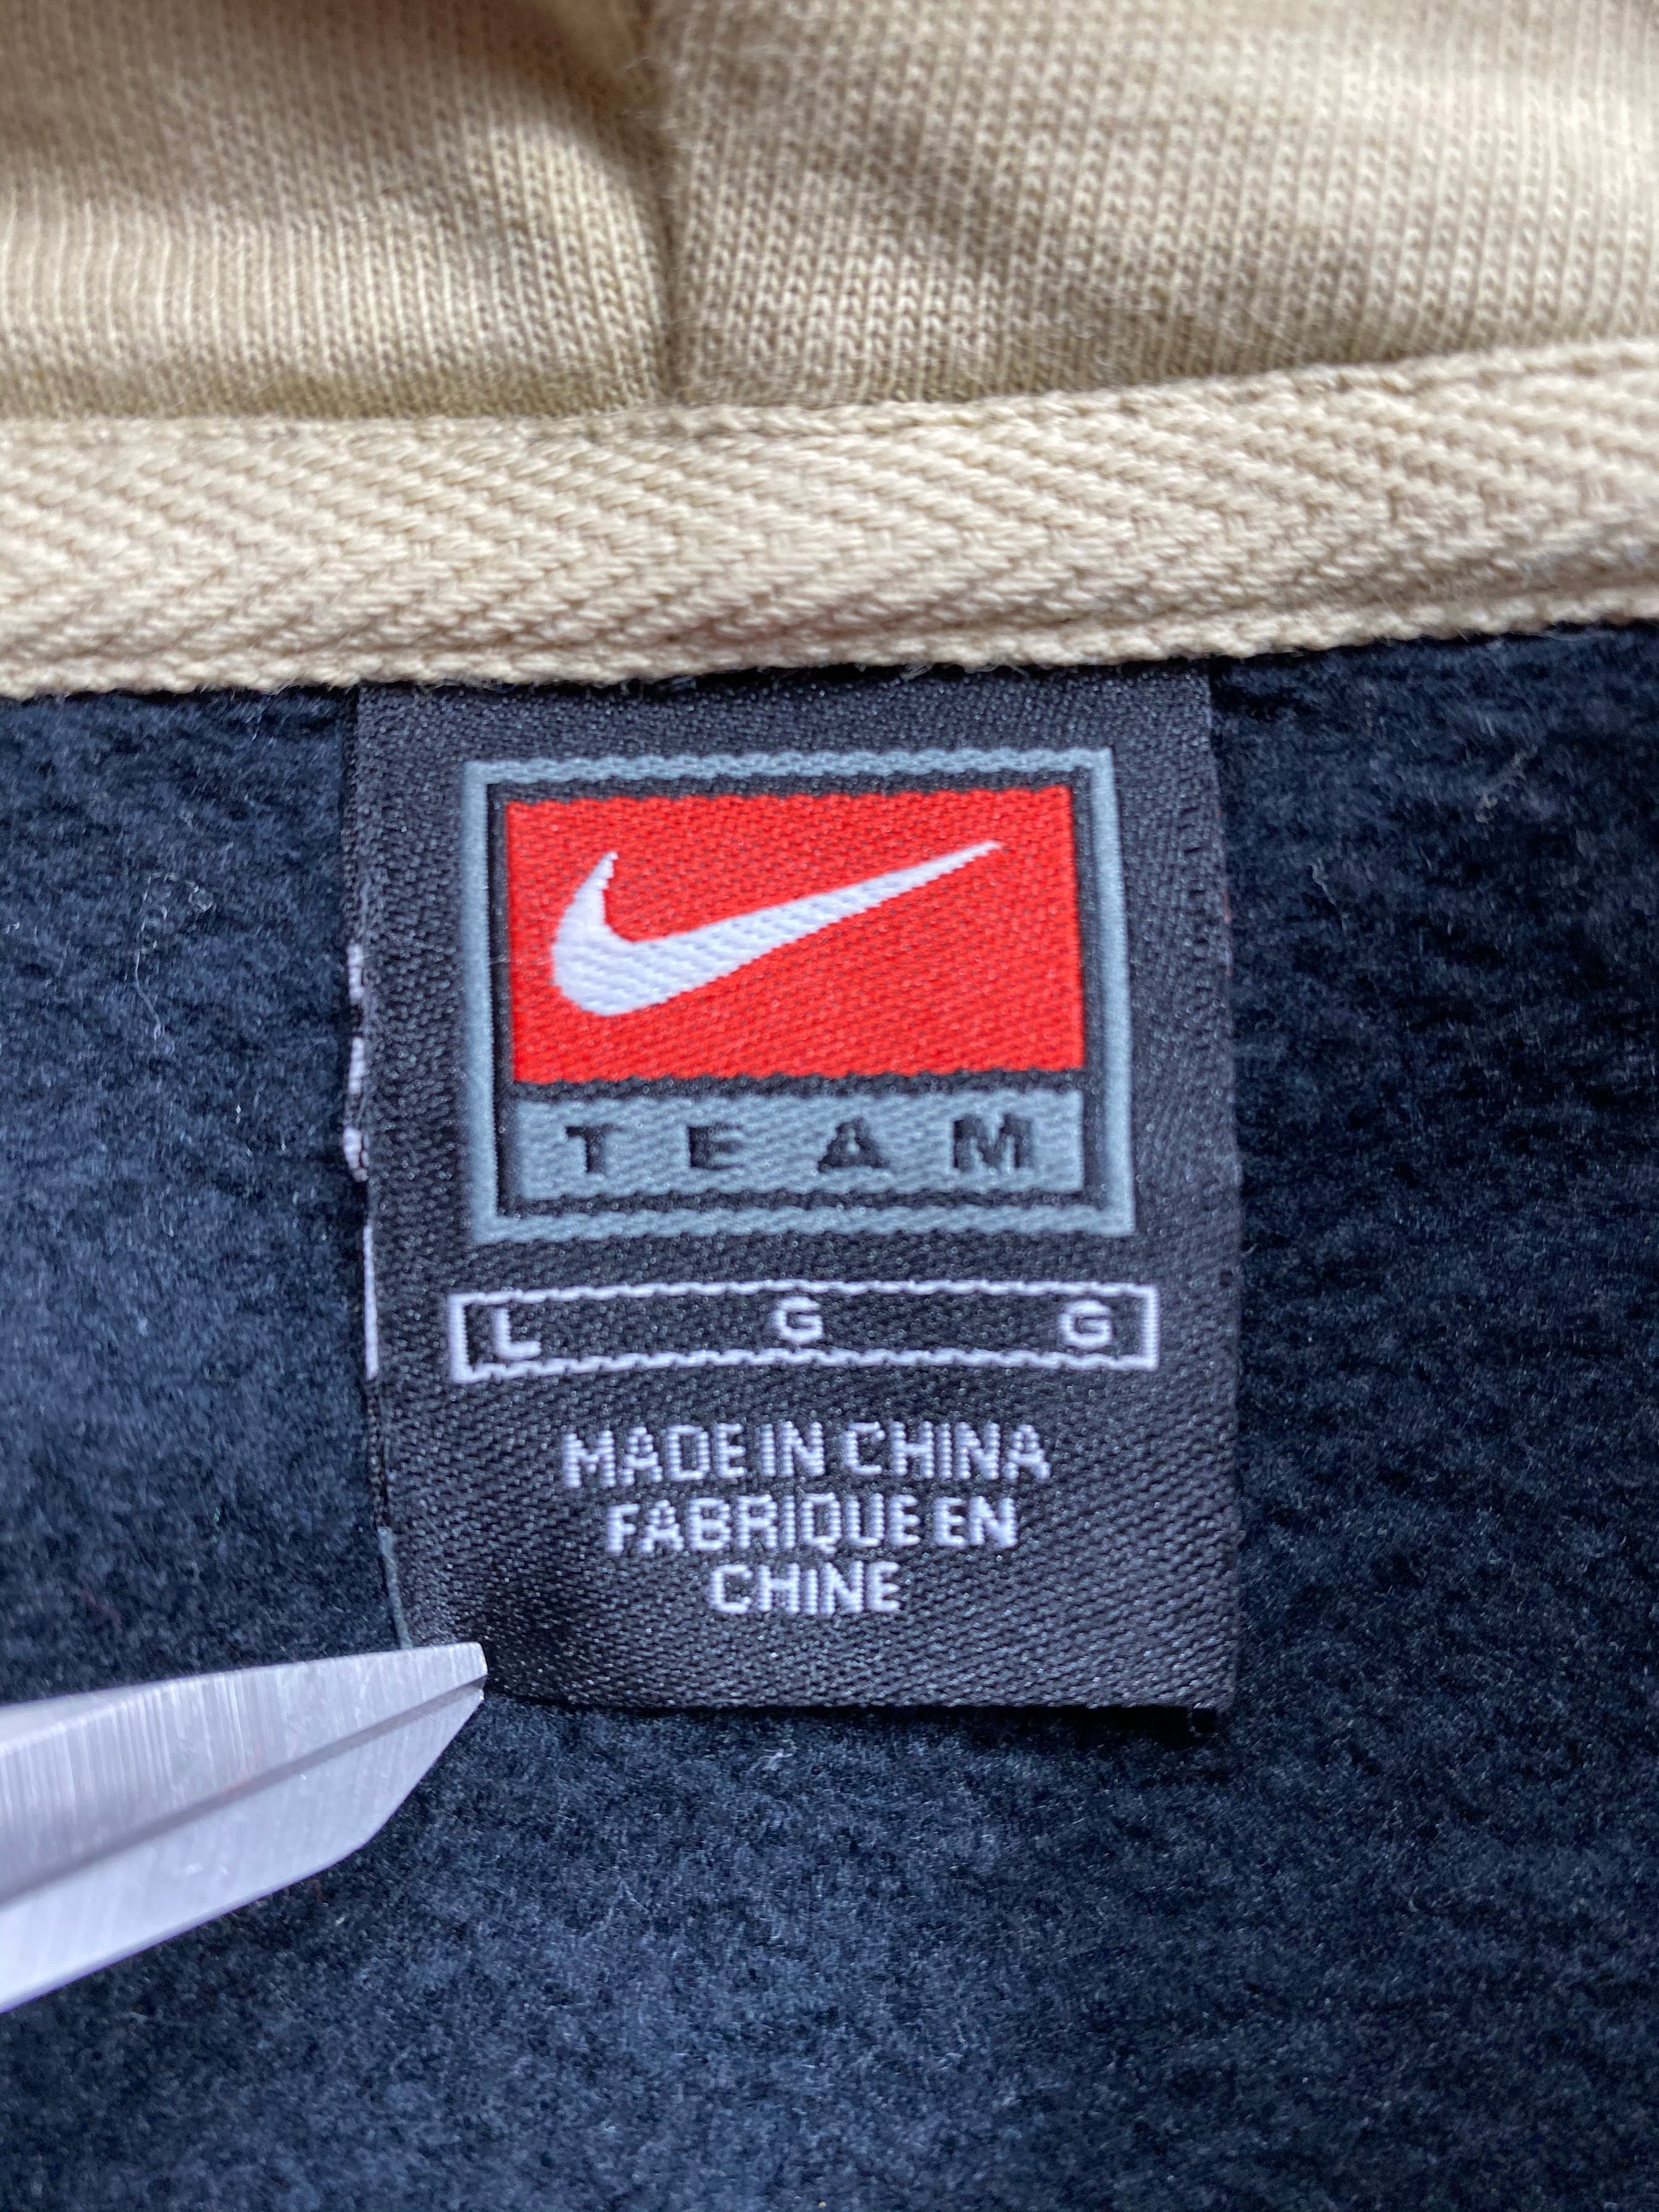 TEAM
L G G
MADE IN CHINA
FABRIQUE EN
CHINE